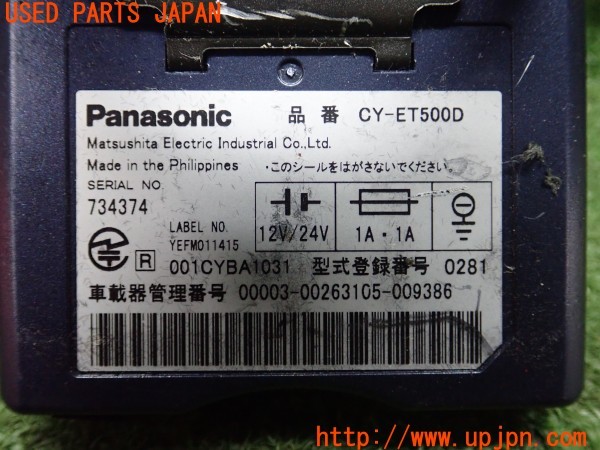 USED PARTS JAPAN
Panasonic 品番 CY-ET500D
Matsushita Electric Industrial Co.,Ltd.
Made in the Philippines ・このシールをはがさないでください。
SERIAL NO.
734374
LABEL NO.
YEFM011415
12V/24V 1A・1A
R 001CYBA1031 型式登録番号 0281
車載器管理番号 00003-00263105-009386
http://www.upjpn.com